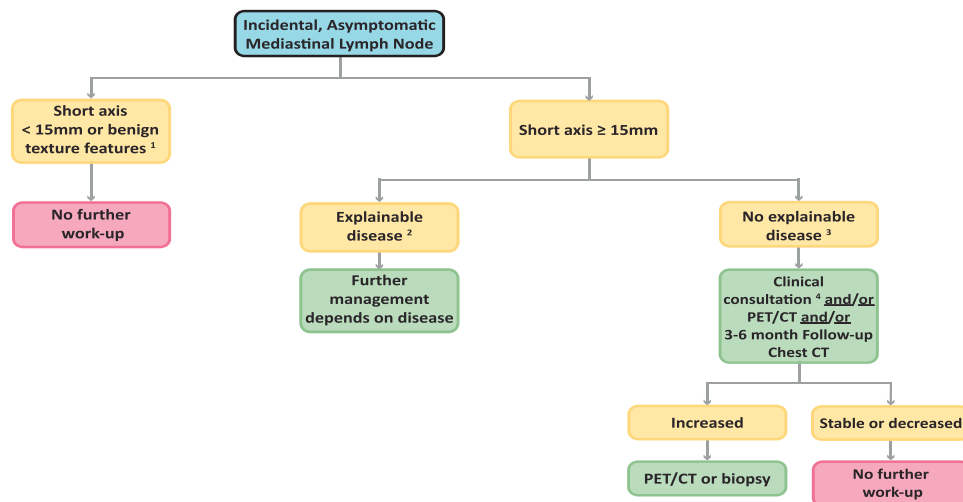 Incidental, Asymptomatic
Mediastinal Lymph Node
Short axis
< 15mm or benign
texture features ¹
Short axis ≥ 15mm
No further
work-up
Explainable
disease ²
No explainable
disease ³
Further
management
depends on disease
Clinical
consultation ⁴ and/or
PET/CT and/or
3-6 month Follow-up
Chest CT
Increased
Stable or decreased
PET/CT or biopsy
No further
work-up